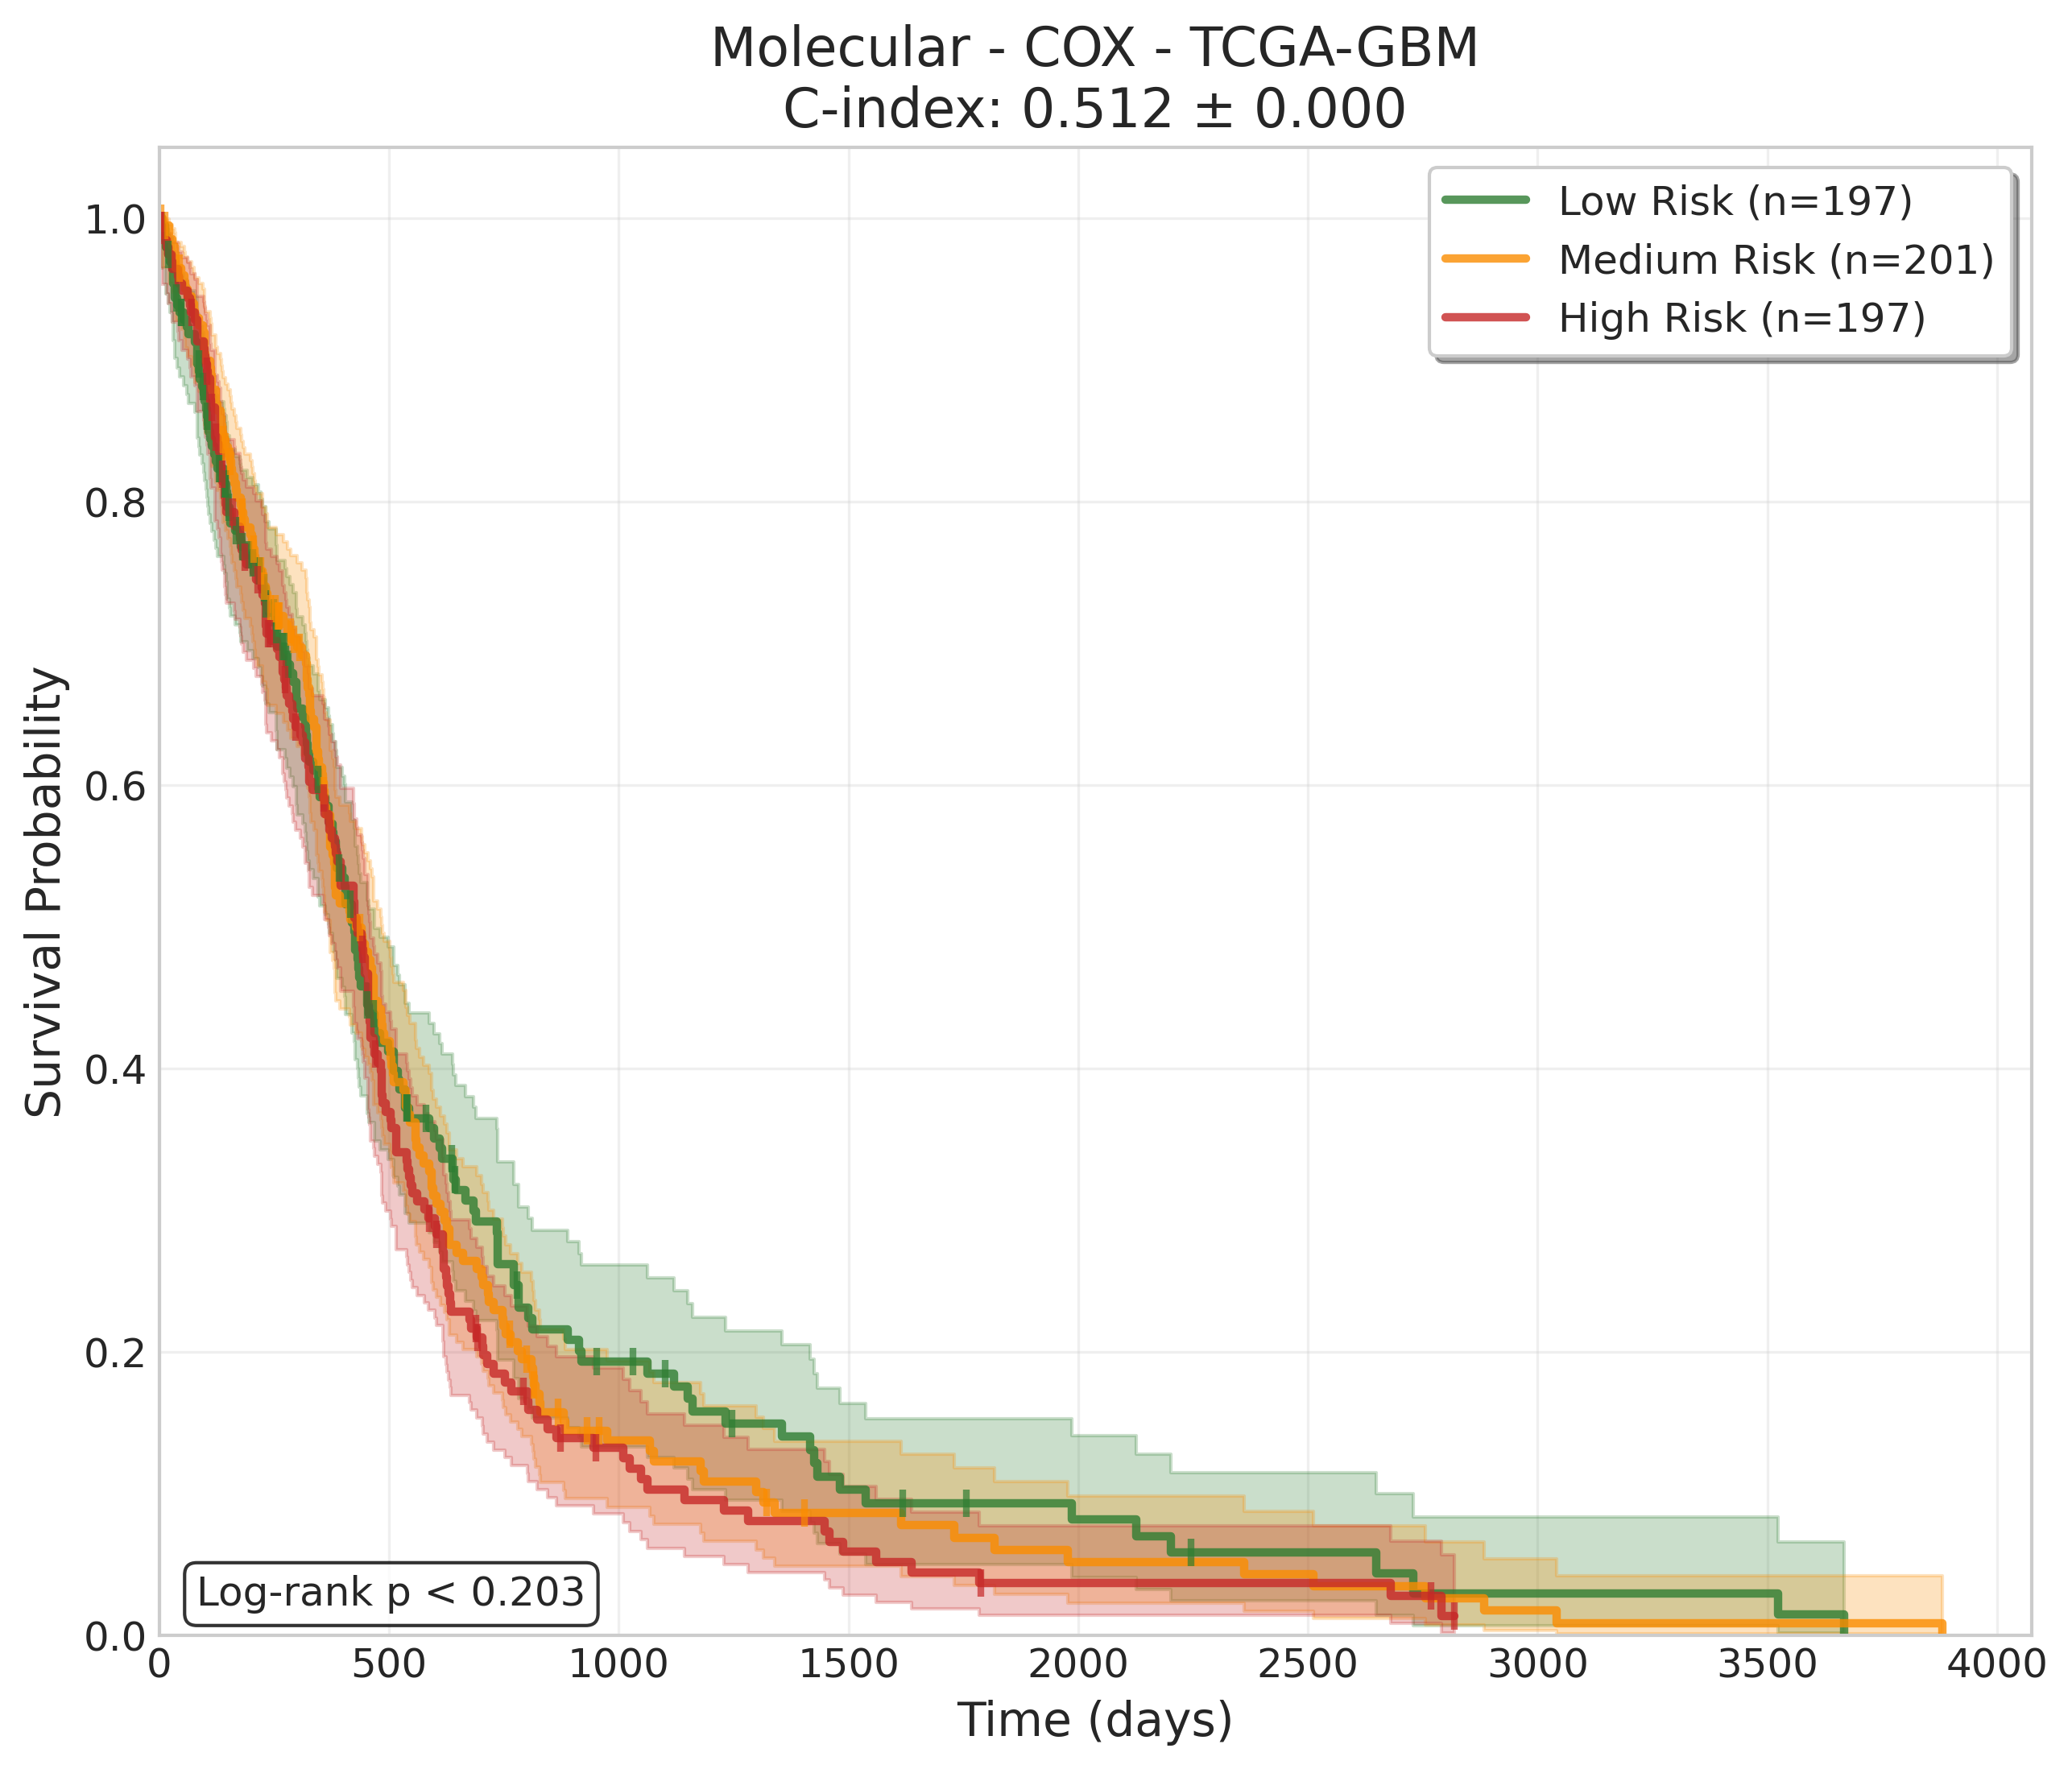 Molecular - COX - TCGA-GBM
C-index: 0.512 ± 0.000
Low Risk (n=197)
Medium Risk (n=201)
High Risk (n=197)
Survival Probability
1.0
0.8
0.6
0.4
0.2
0.0
Log-rank p < 0.203
0 500 1000 1500 2000 2500 3000 3500 4000
Time (days)